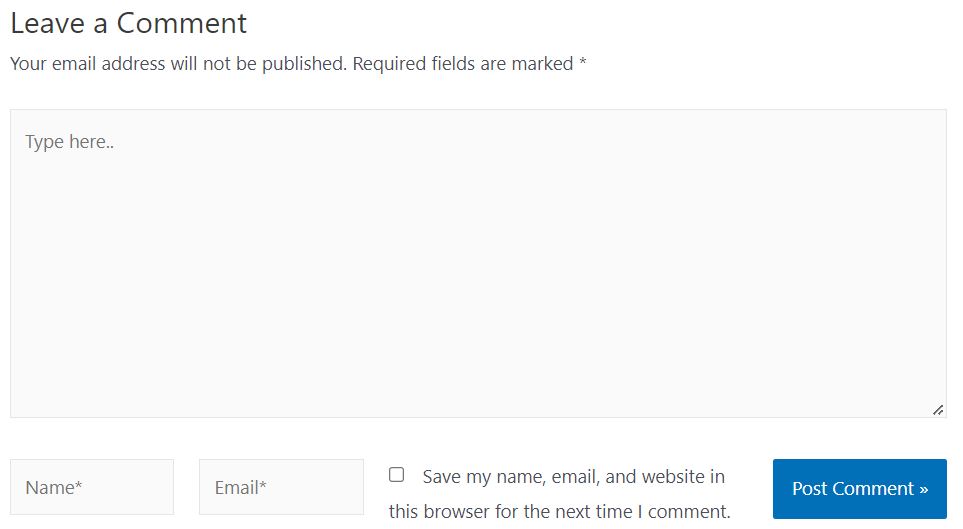 Leave a Comment
Your email address will not be published. Required fields are marked *
Type here..
Name*
Email*
Save my name, email, and website in
this browser for the next time I comment.
Post Comment »